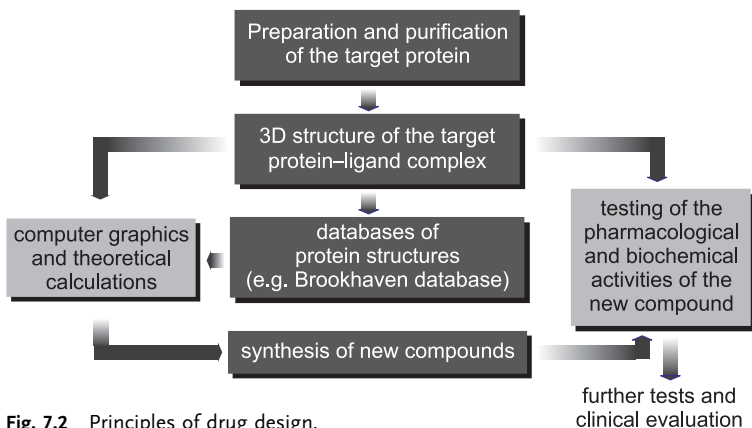 Preparation and purification
of the target protein
3D structure of the target
protein–ligand complex
computer graphics
and theoretical
calculations
databases of
protein structures
(e.g. Brookhaven database)
testing of the
pharmacological
and biochemical
activities of the
new compound
synthesis of new compounds
further tests and
clinical evaluation
Fig. 7.2 Principles of drug design.